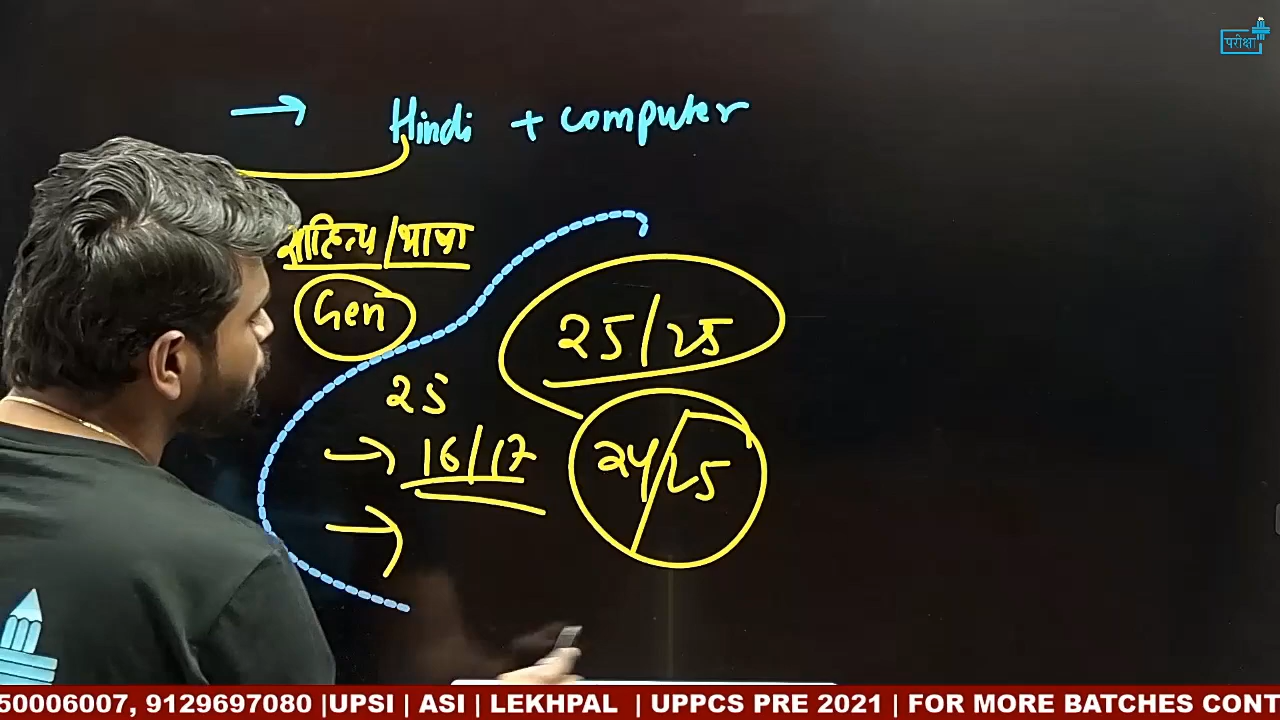 परीक्षा
→ Hindi + computer
साहित्य/भाषा
Gen
25/25
25
→ 16/17
24/25
→
50006007, 9129697080 |UPSI | ASI | LEKHPAL | UPPCS PRE 2021 | FOR MORE BATCHES CONT